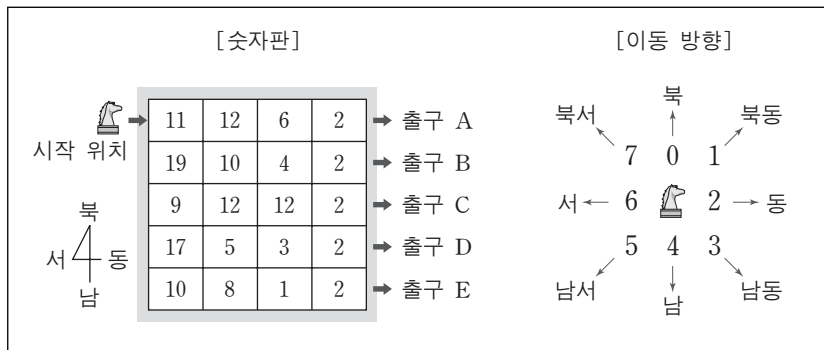 [숫자판] [이동 방향]
시작 위치
11 12 6 2 출구 A
19 10 4 2 출구 B
9 12 12 2 출구 C
17 5 3 2 출구 D
10 8 1 2 출구 E
북
서 동
남
북
북서 북동
7 0 1
서 6 2 동
5 4 3
남서 남동
남